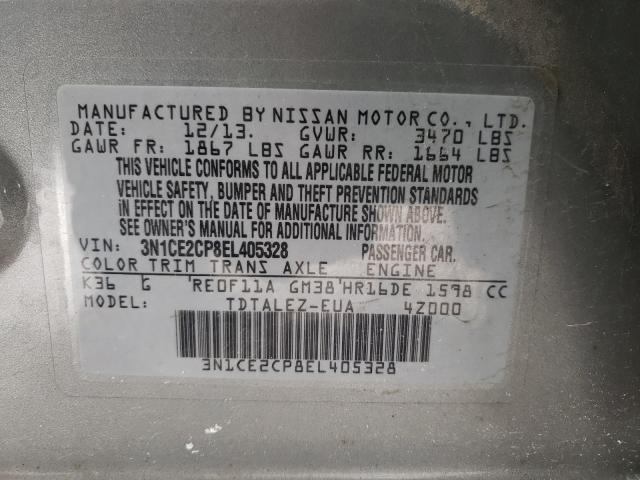 MANUFACTURED BY NISSAN MOTOR CO., LTD.
DATE: 12/13. GVWR: 3470 LBS
GAWR FR: 1867 LBS GAWR RR: 1664 LBS
THIS VEHICLE CONFORMS TO ALL APPLICABLE FEDERAL MOTOR
VEHICLE SAFETY, BUMPER AND THEFT PREVENTION STANDARDS
IN EFFECT ON THE DATE OF MANUFACTURE SHOWN ABOVE.
SEE OWNER'S MANUAL FOR ADDITIONAL INFORMATION.
VIN: 3N1CE2CP8EL405328 PASSENGER CAR.
COLOR TRIM TRANS AXLE ENGINE
K36 G RE0F11A GM38 HR16DE 1598 CC
MODEL: TDTALEZ-EUA 4Z000
3N1CE2CP8EL405328